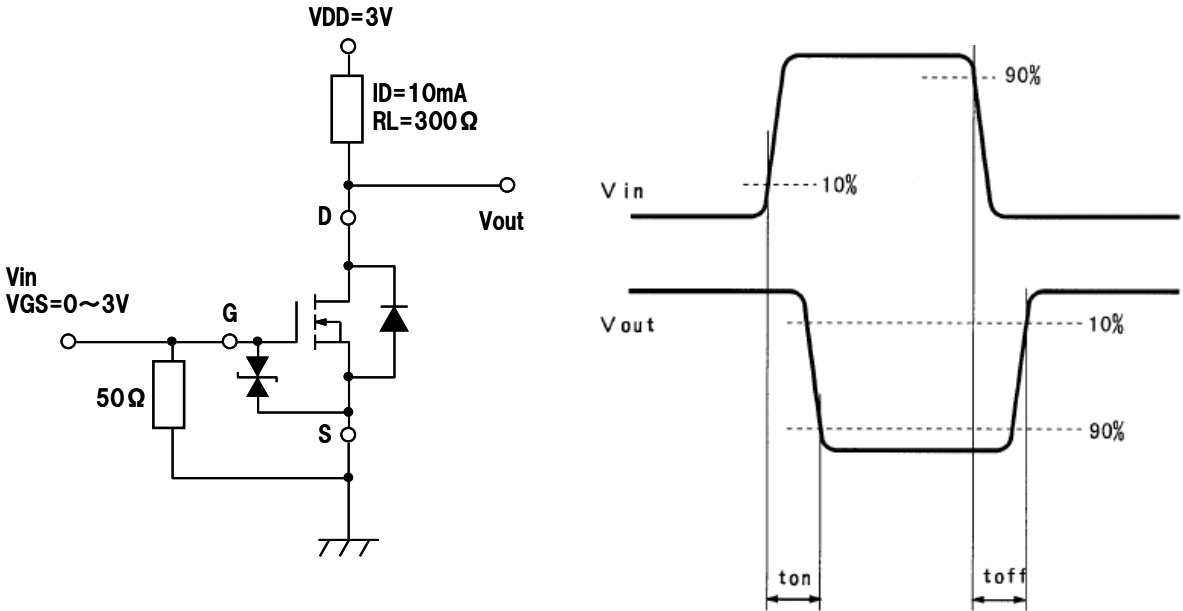 VDD=3V
ID=10mA
RL=300Ω
D
Vout
Vin
VGS=0〜3V
G
50Ω
S
Vin
10%
90%
Vout
10%
90%
ton
toff